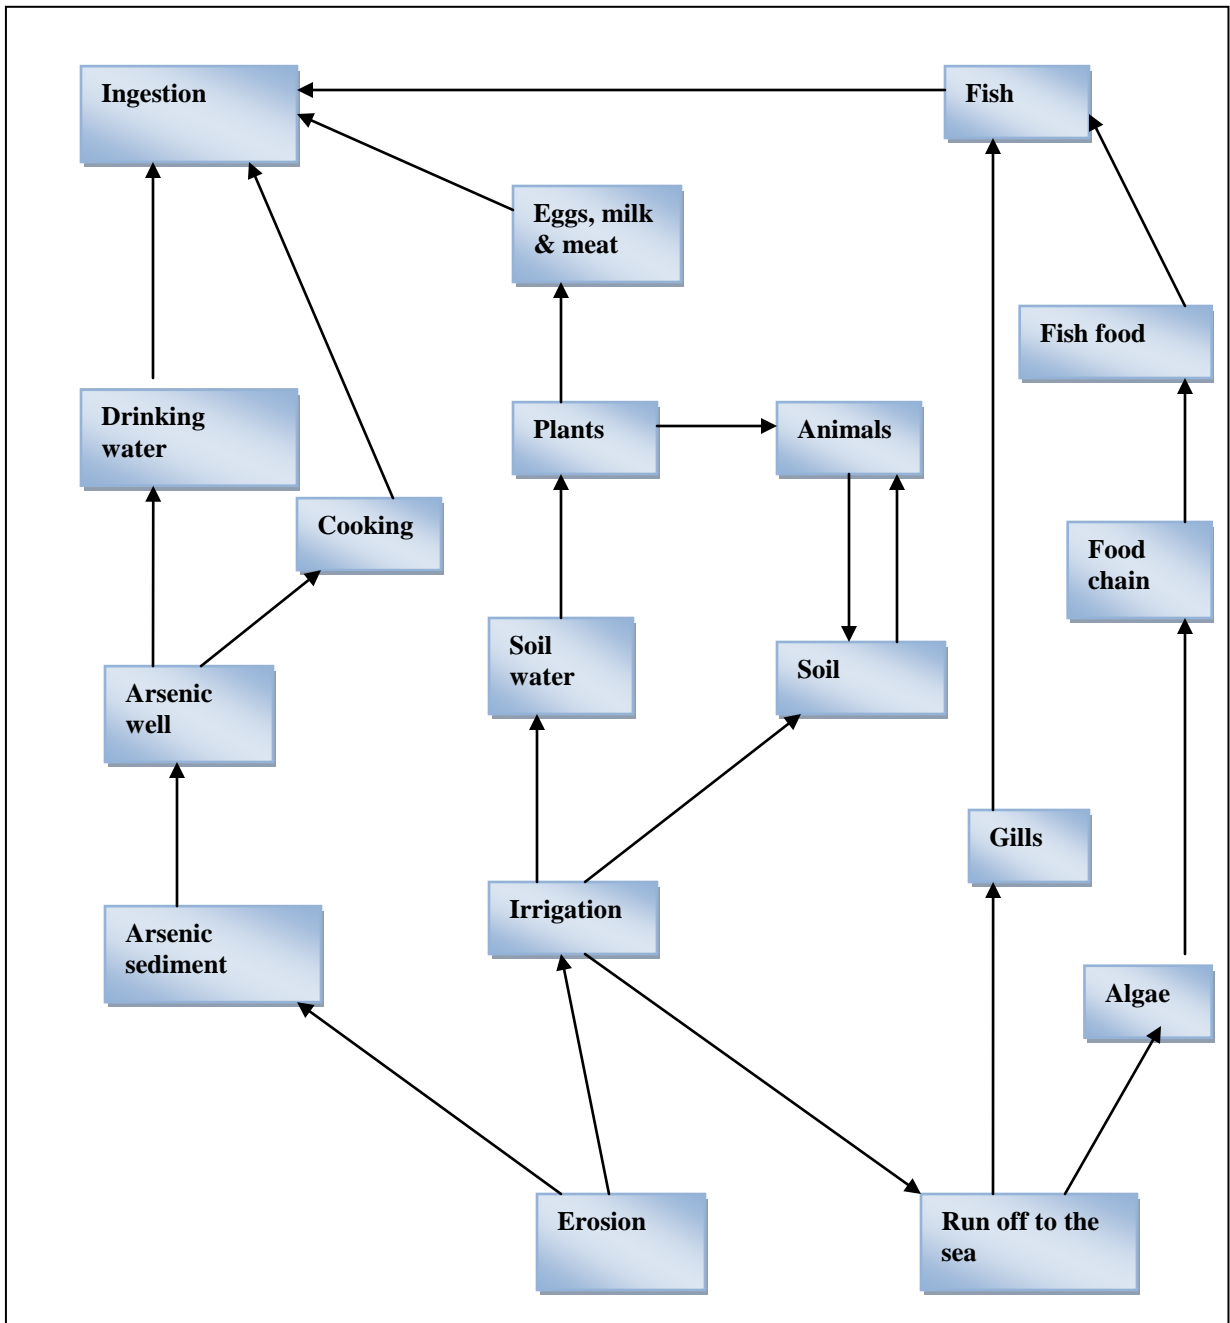 Ingestion
Fish
Eggs, milk
& meat
Fish food
Drinking
water
Plants
Animals
Cooking
Food
chain
Soil
water
Soil
Arsenic
well
Gills
Irrigation
Arsenic
sediment
Algae
Erosion
Run off to the
sea